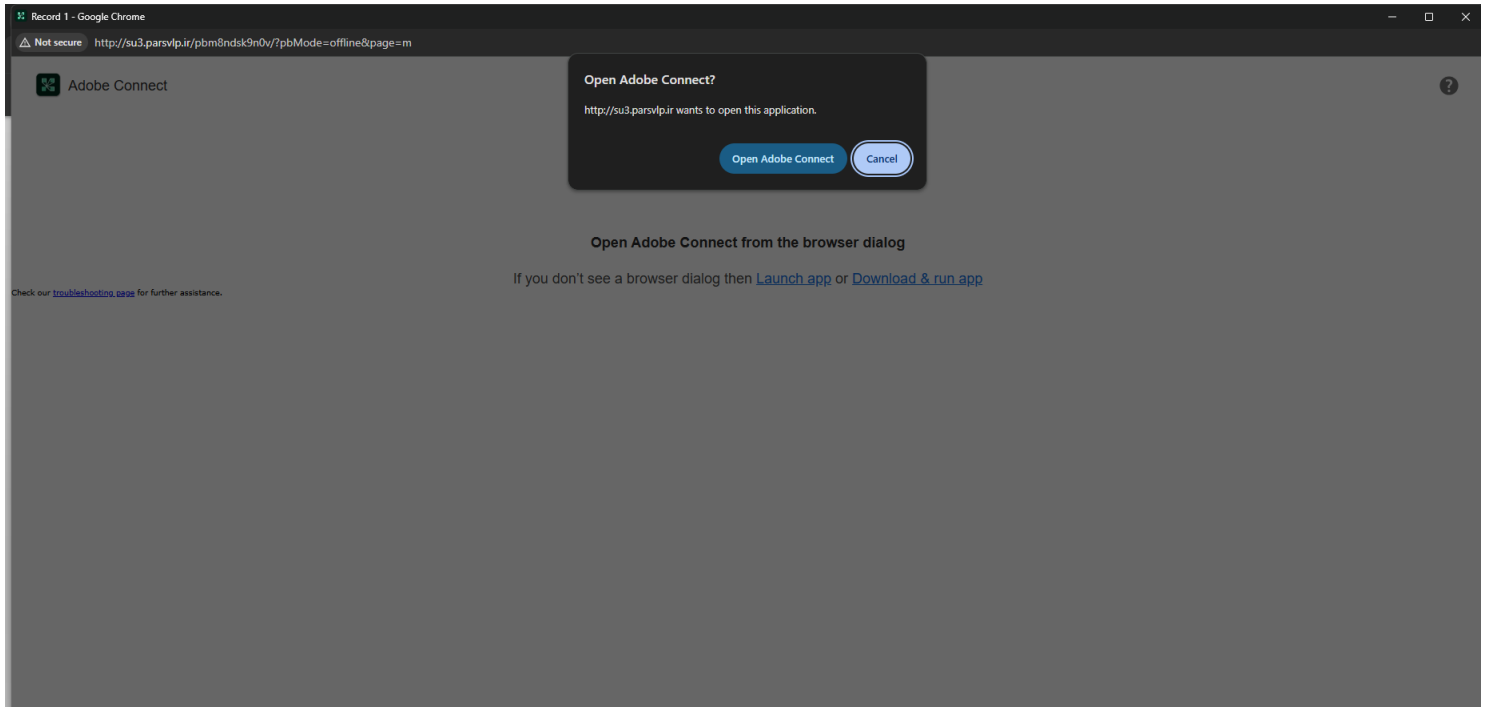 Record 1 - Google Chrome
Not secure http://su3.parsvlp.ir/pbm8ndsk9n0v/?pbMode=offline&page=m
Adobe Connect
Open Adobe Connect?
http://su3.parsvlp.ir wants to open this application.
Open Adobe Connect Cancel
Open Adobe Connect from the browser dialog
If you don't see a browser dialog then Launch app or Download & run app
Check our troubleshooting page for further assistance.